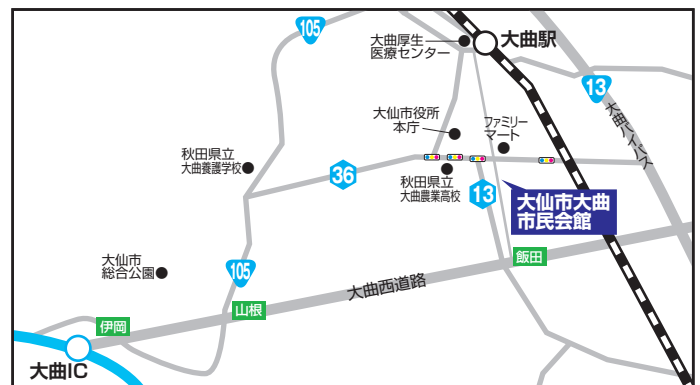 105
大曲厚生
医療センター
大曲駅
13
大曲バイパス
大仙市役所
本庁
ファミリー
マート
秋田県立
大曲養護学校
36
秋田県立
大曲農業高校
13
大仙市大曲
市民会館
大仙市
総合公園
105
大曲西道路
飯田
山根
伊岡
大曲IC